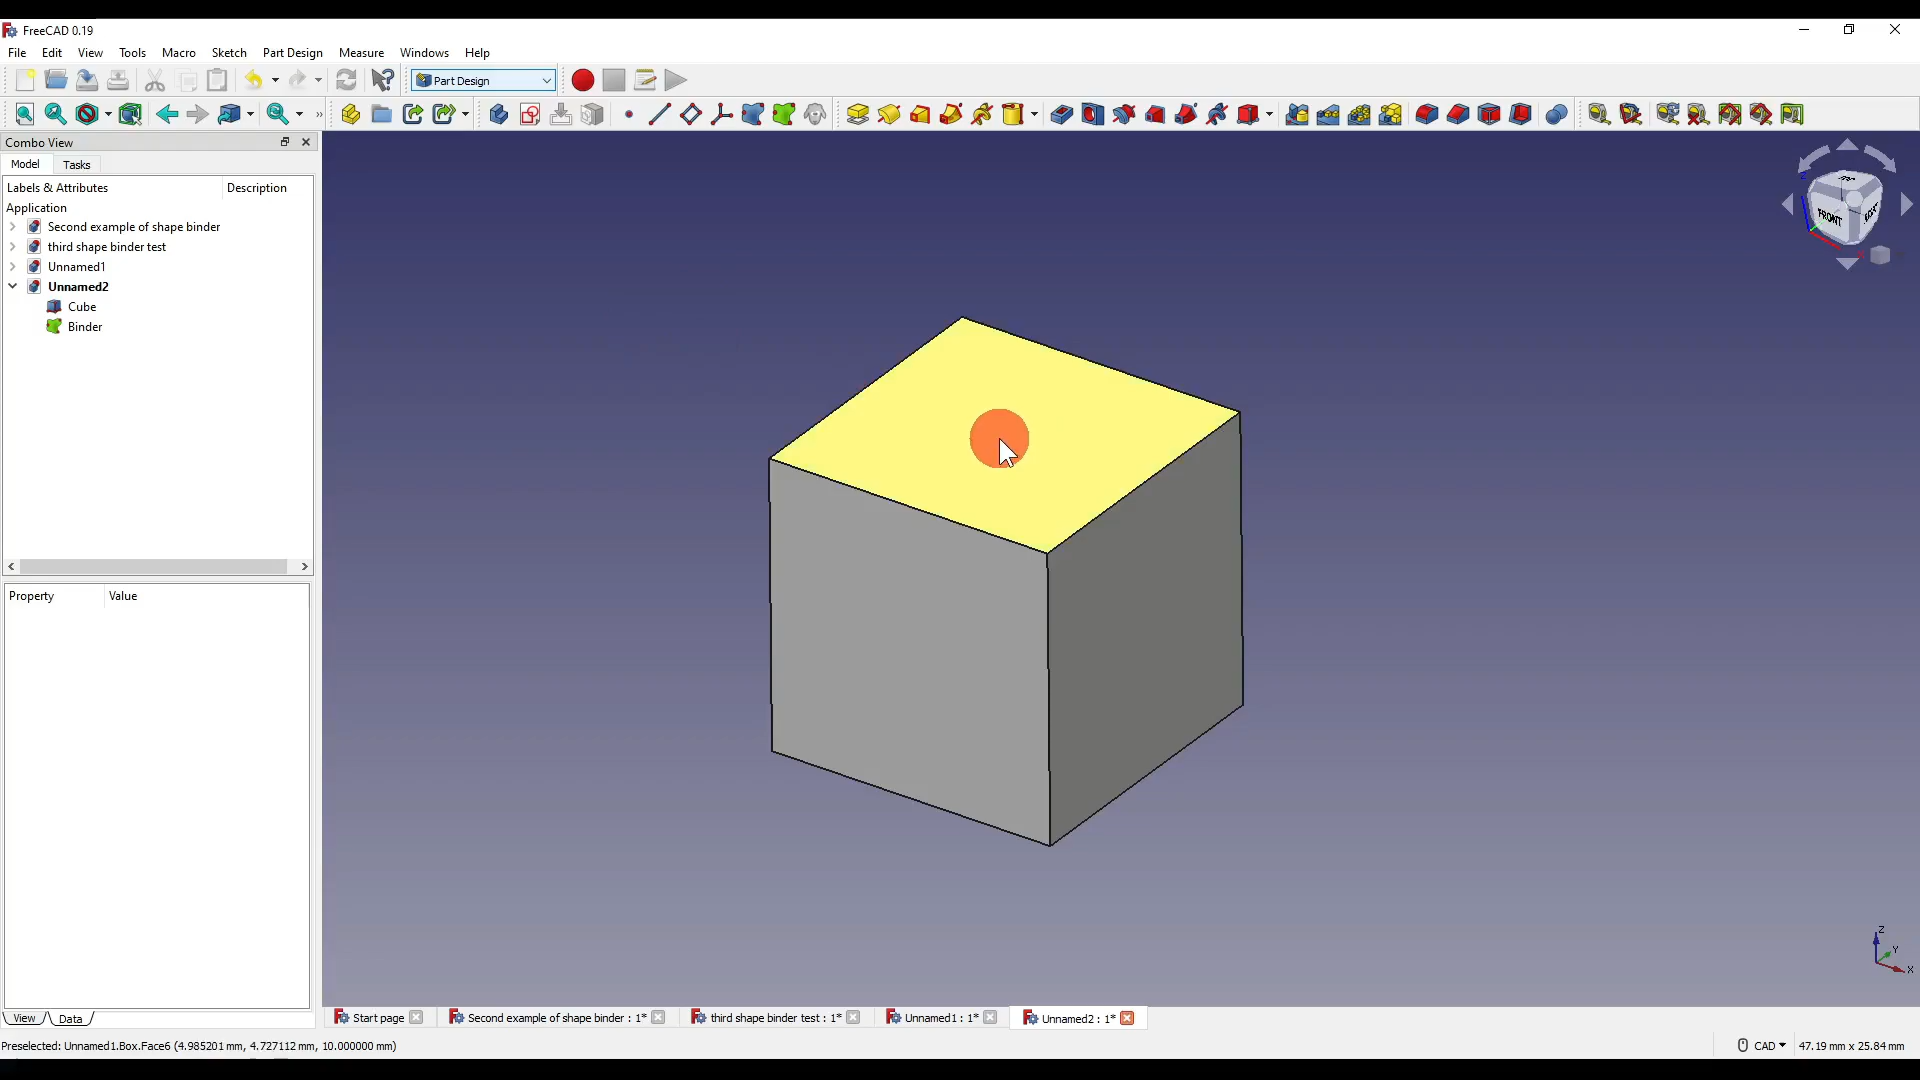 FreeCAD 0.19
File Edit View Tools Macro Sketch Part Design Measure Windows Help
Part Design
Combo View
Model Tasks
Labels & Attributes Description
Application
Second example of shape binder
third shape binder test
Unnamed1
Unnamed2
Cube
Binder
FRONT
Property Value
Z
Y
X
View Data
Start page Second example of shape binder : 1* third shape binder test : 1* Unnamed1 : 1* Unnamed2 : 1*
Preselected: Unnamed1.Box.Face6 (4.985201 mm, 4.727112 mm, 10.000000 mm) CAD 47.19 mm x 25.84 mm